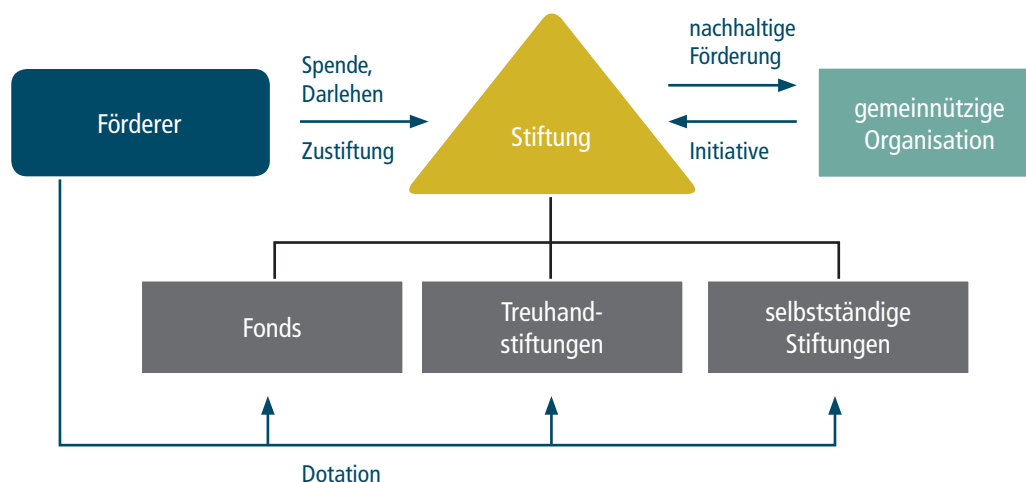 Förderer
Spende,
Darlehen
Zustiftung
Stiftung
nachhaltige
Förderung
Initiative
gemeinnützige
Organisation
Fonds
Treuhand-
stiftungen
selbstständige
Stiftungen
Dotation